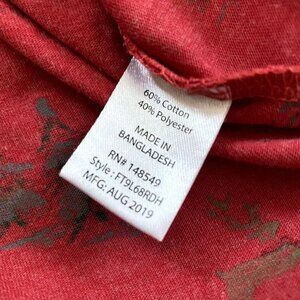 60% Cotton
40% Polyester
MADE IN
BANGLADESH
RN# 148549
Style : FT9L68RDH
MFG: AUG 2019